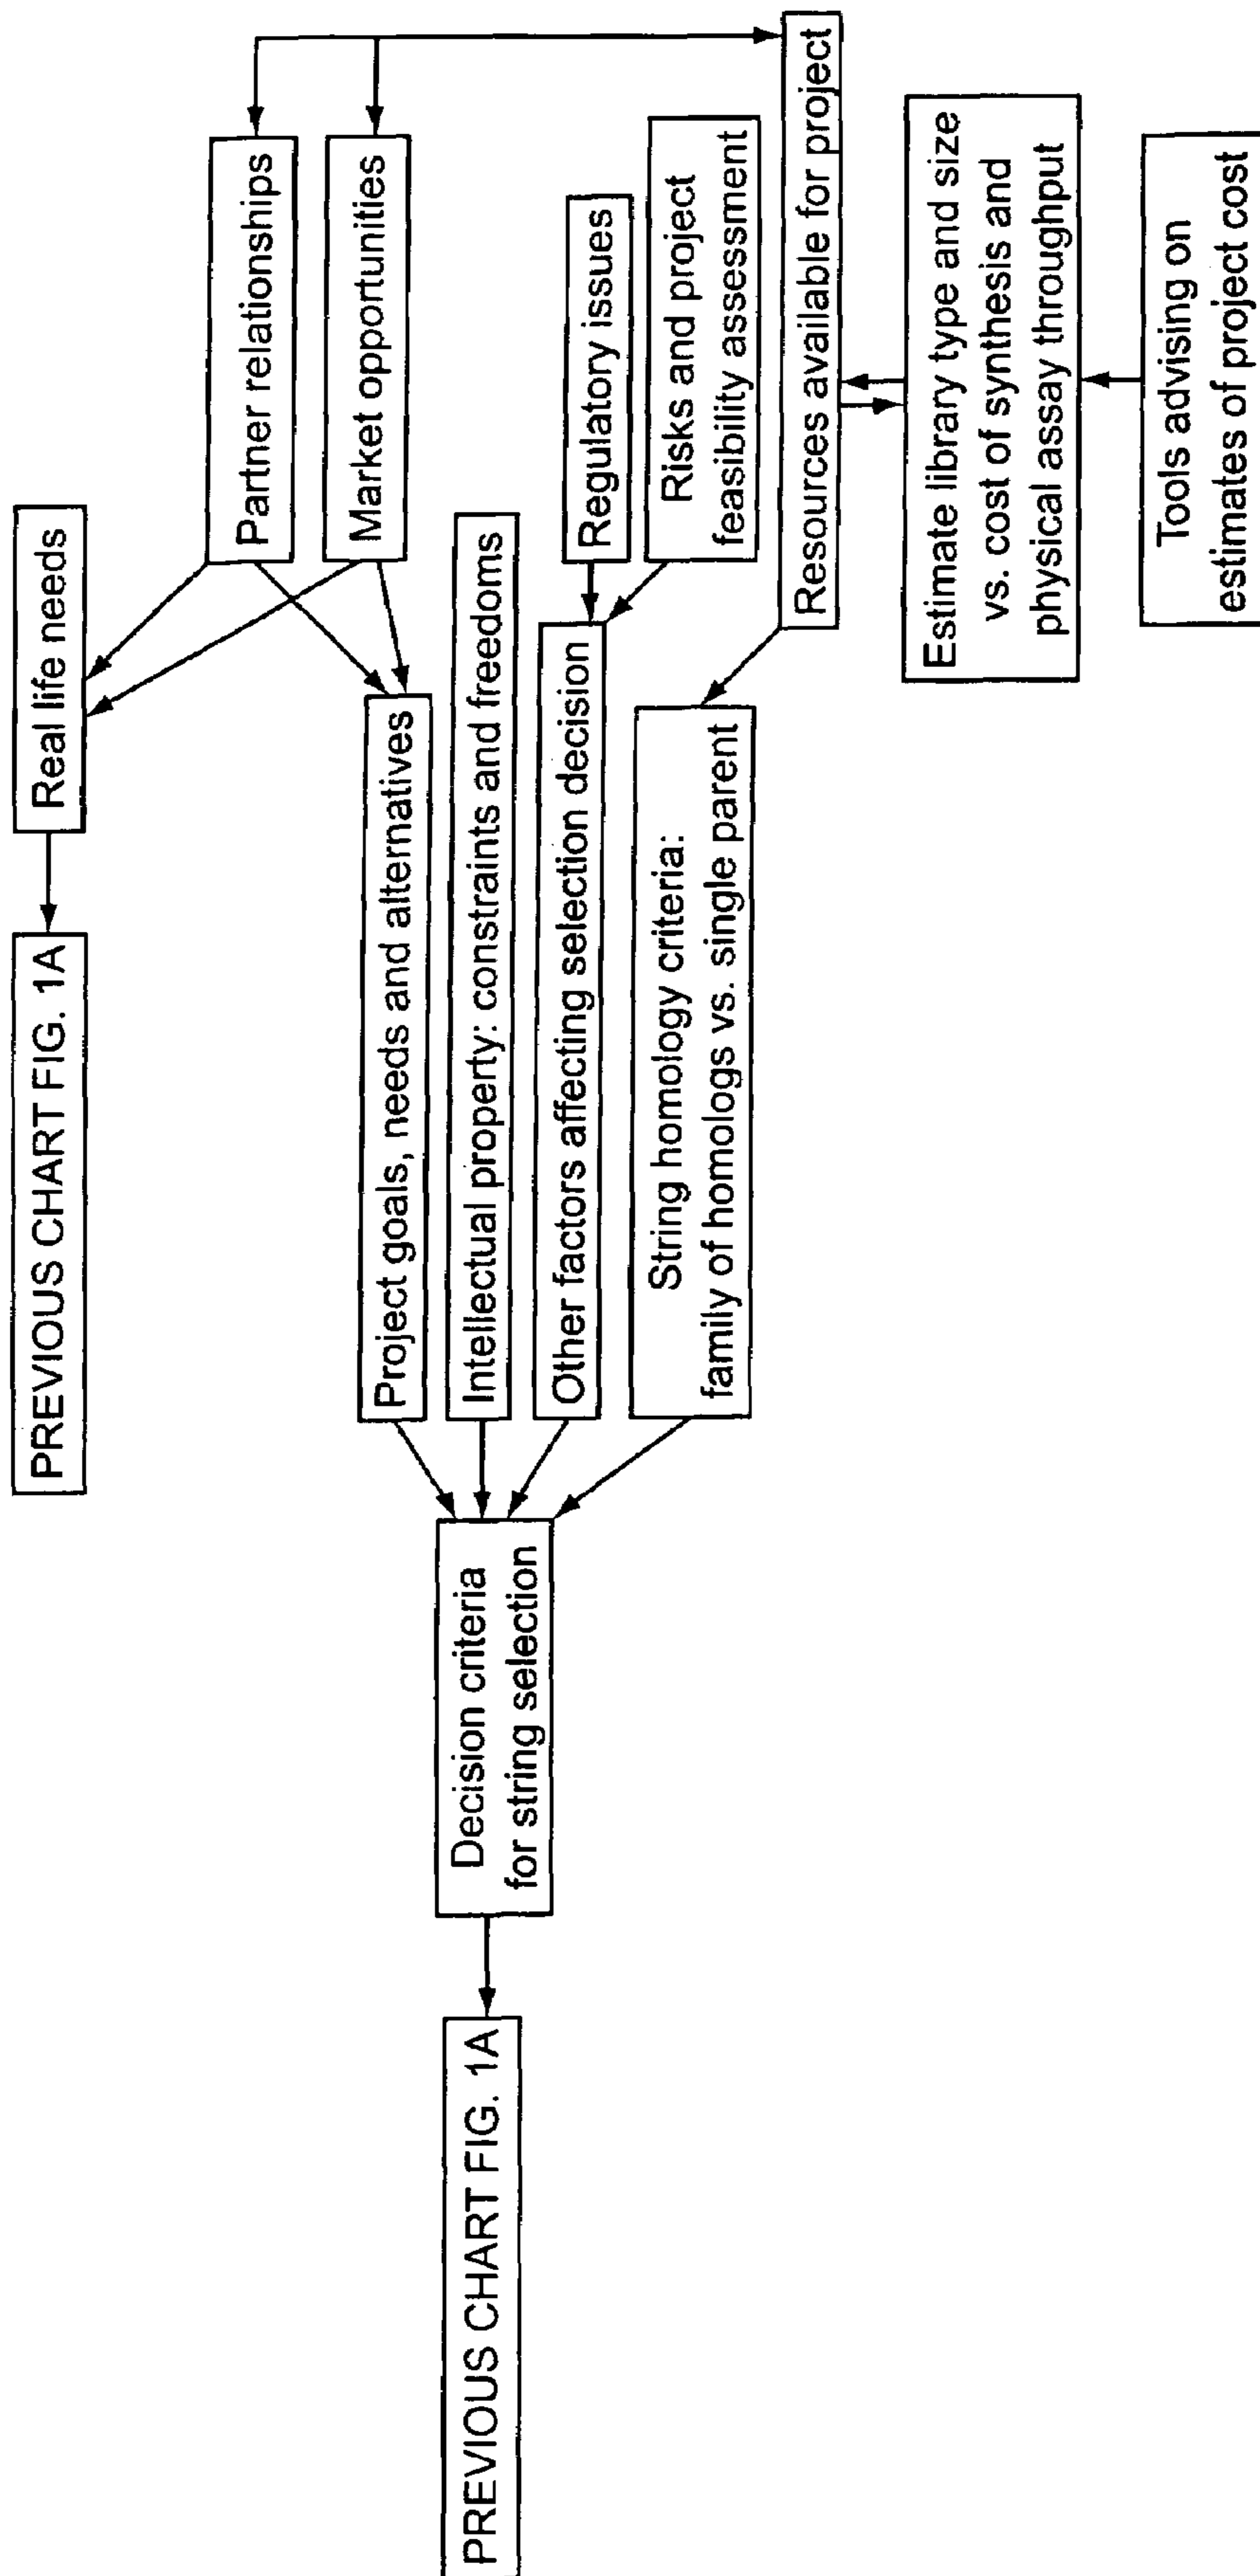 PREVIOUS CHART FIG. 1A
Real life needs
Partner relationships
Market opportunities
Project goals, needs and alternatives
Intellectual property: constraints and freedoms
Regulatory issues
Other factors affecting selection decision
Risks and project
feasibility assessment
String homology criteria:
family of homologs vs. single parent
Resources available for project
Decision criteria
for string selection
PREVIOUS CHART FIG. 1A
Estimate library type and size
vs. cost of synthesis and
physical assay throughput
Tools advising on
estimates of project cost